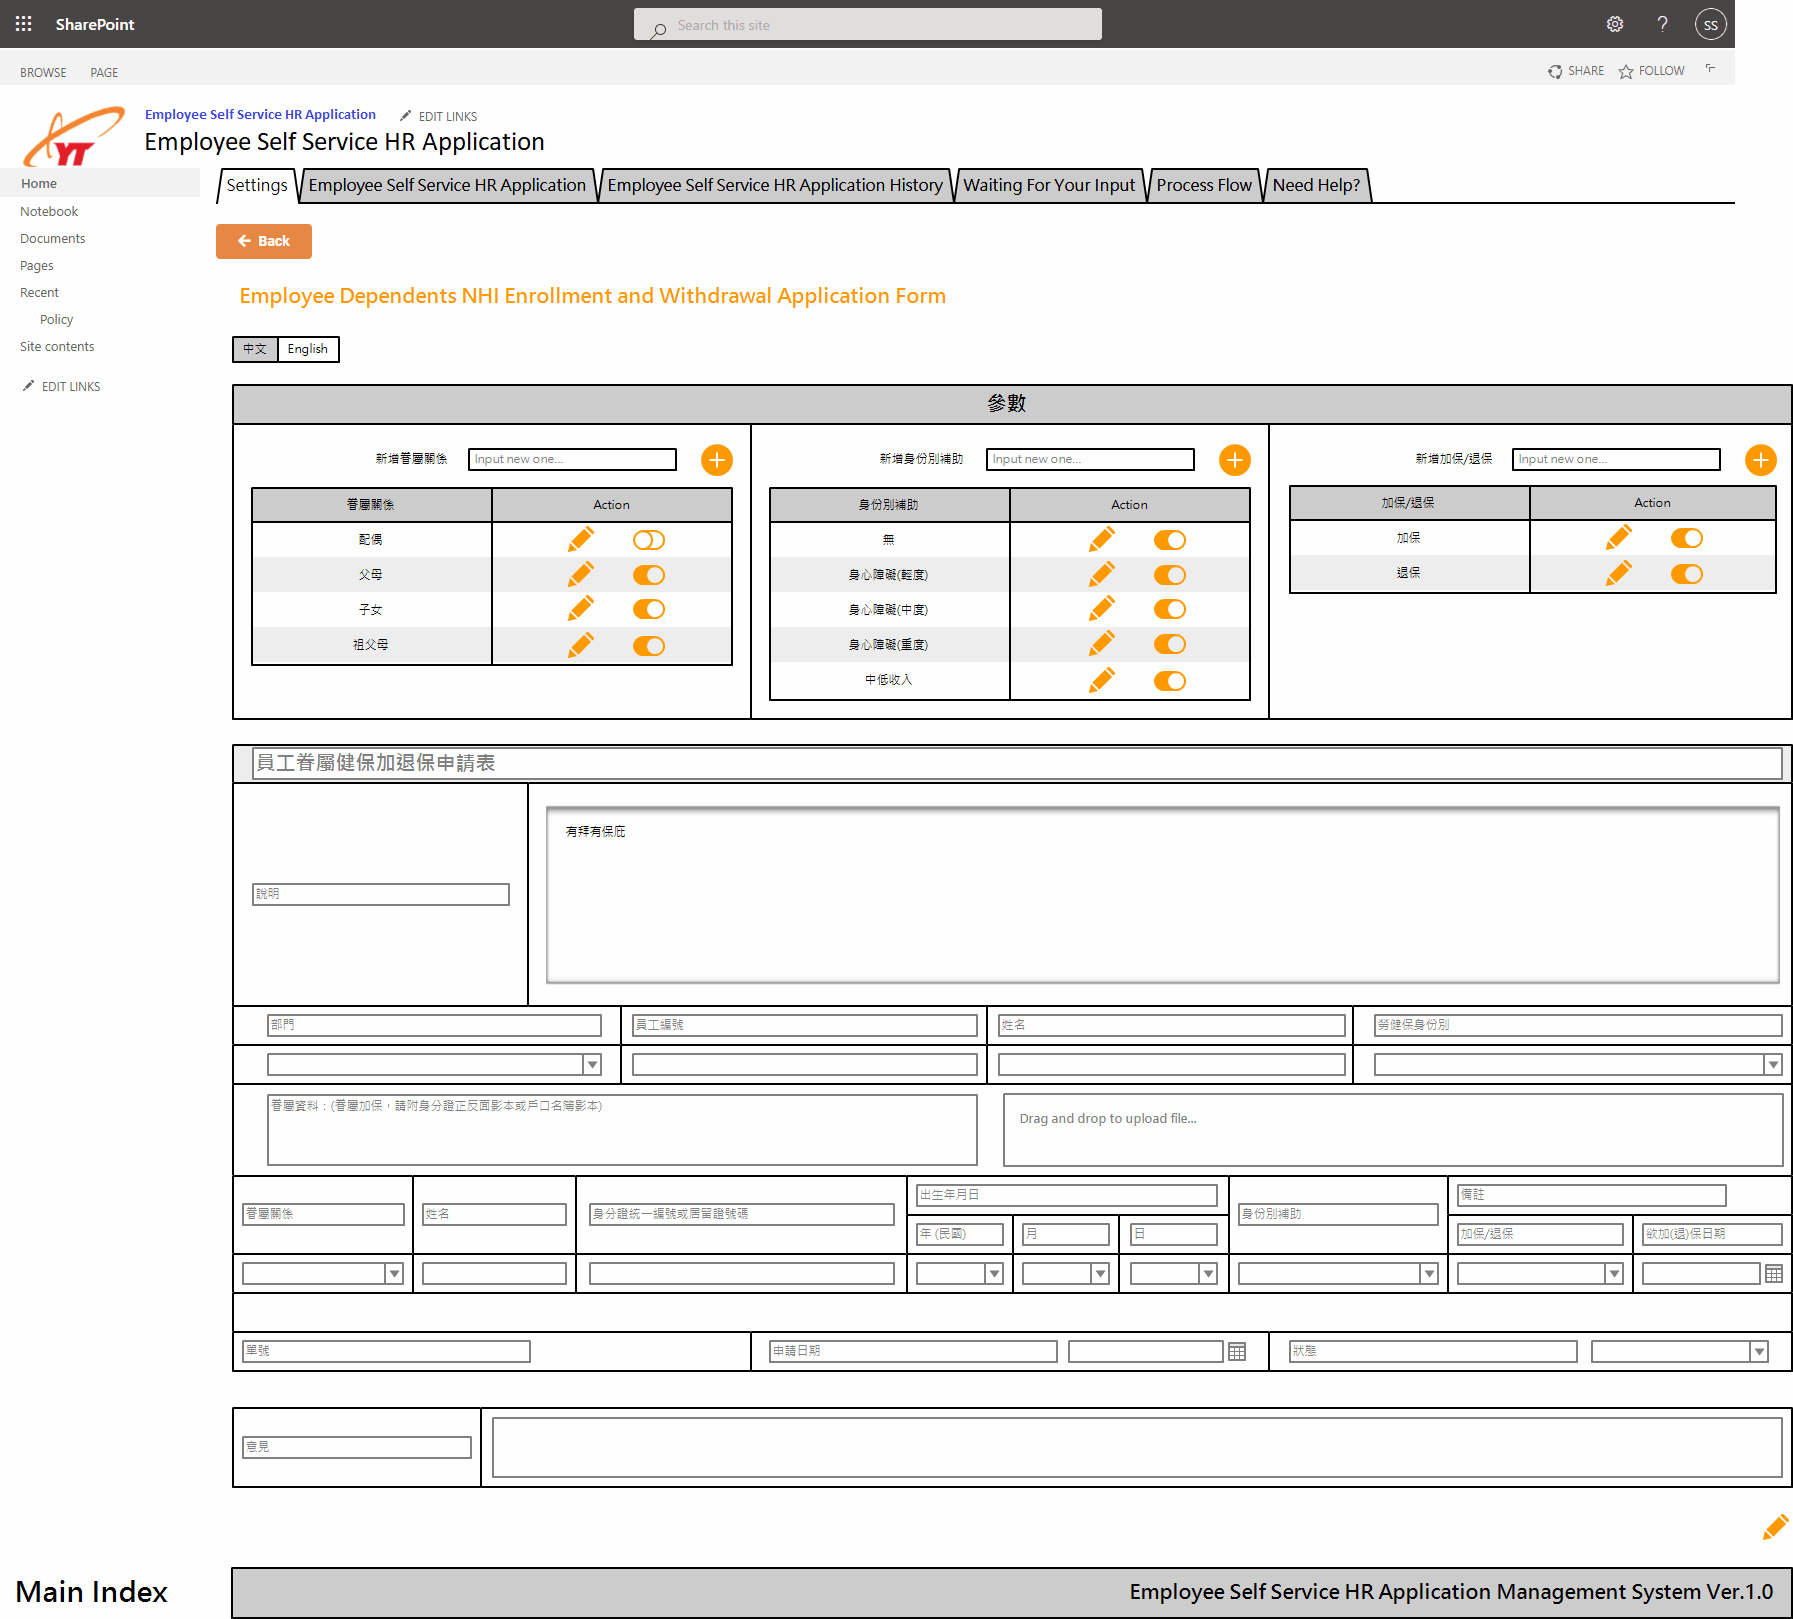 SharePoint
Search this site
SS
BROWSE
PAGE
SHARE
FOLLOW
YT
Employee Self Service HR Application
EDIT LINKS
Employee Self Service HR Application
Home
Notebook
Documents
Pages
Recent
Policy
Site contents
EDIT LINKS
Settings
Employee Self Service HR Application
Employee Self Service HR Application History
Waiting For Your Input
Process Flow
Need Help?
Back
Employee Dependents NHI Enrollment and Withdrawal Application Form
中文
English
參數
新增眷屬關係
Input new one...
眷屬關係
Action
配偶
父母
子女
祖父母
新增身份別補助
Input new one...
身份別補助
Action
無
身心障礙(輕度)
身心障礙(中度)
身心障礙(重度)
中低收入
新增加保/退保
Input new one...
加保/退保
Action
加保
退保
員工眷屬健保加退保申請表
說明
有拜有保庇
部門
員工編號
姓名
勞健保身份別
眷屬資料：(眷屬加保，請附身分證正反面影本或戶口名簿影本)
Drag and drop to upload file...
眷屬關係
姓名
身分證統一編號或居留證號碼
出生年月日
年 (民國)
月
日
身份別補助
備註
加保/退保
欲加(退)保日期
單號
申請日期
狀態
意見
Main Index
Employee Self Service HR Application Management System Ver.1.0